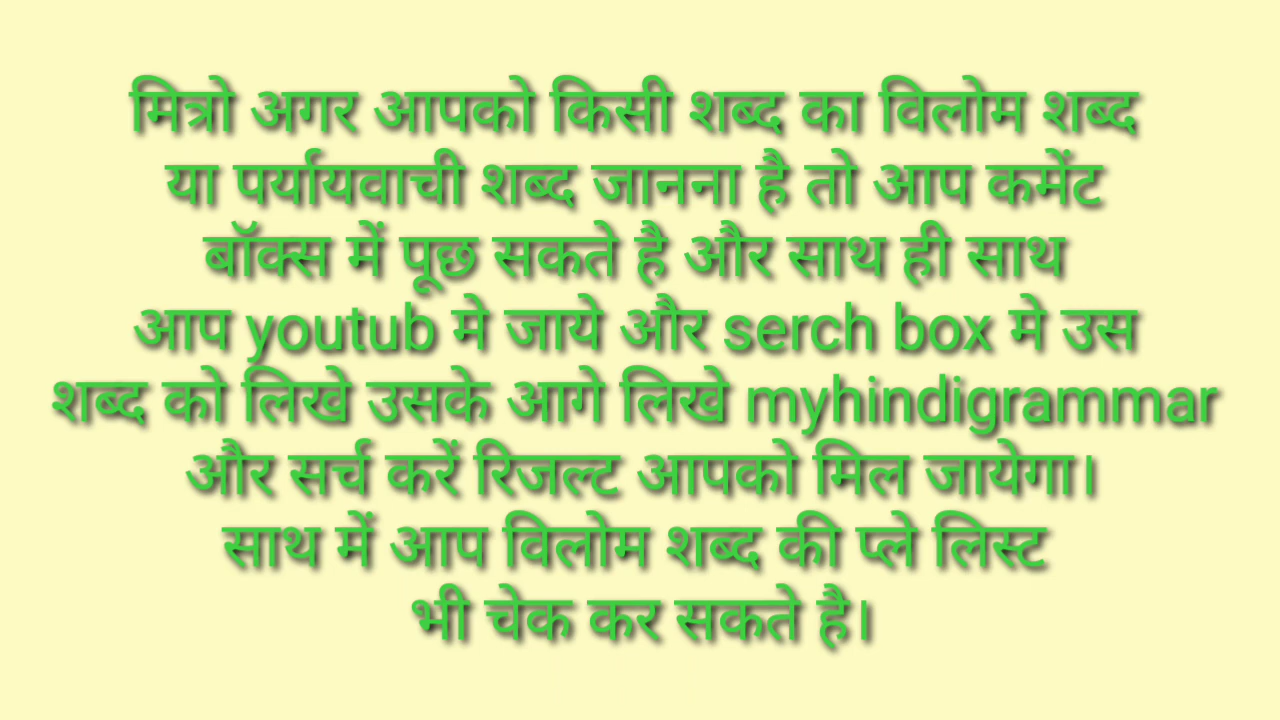 मित्रो अगर आपको किसी शब्द का विलोम शब्द
या पर्यायवाची शब्द जानना है तो आप कमेंट
बॉक्स में पूछ सकते है और साथ ही साथ
आप youtub मे जाये और serch box मे उस
शब्द को लिखे उसके आगे लिखे myhindigrammar
और सर्च करें रिजल्ट आपको मिल जायेगा।
साथ में आप विलोम शब्द की प्ले लिस्ट
भी चेक कर सकते है।